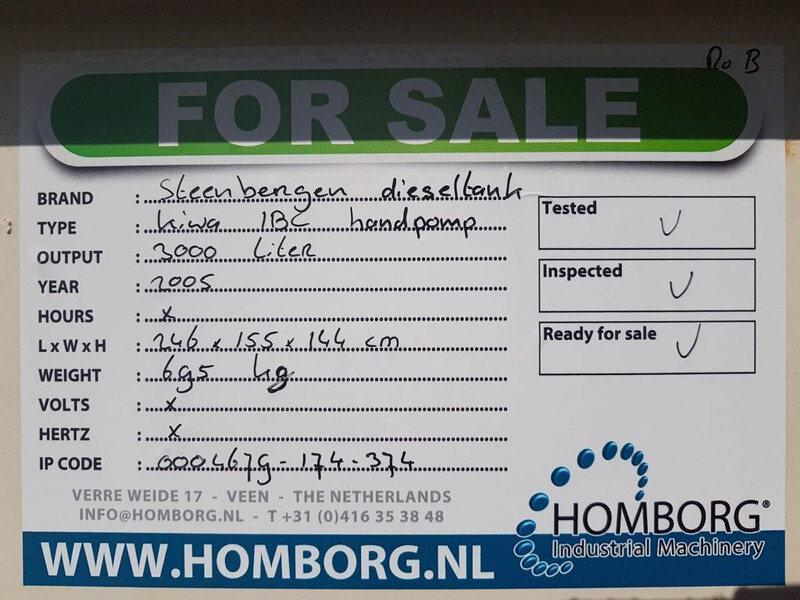 Ro B
FOR SALE
BRAND : Steenbergen dieseltank
TYPE : kiwa IBC handpomp
OUTPUT : 3000 Liter
YEAR : 2005
HOURS : x
L x W x H : 246 x 155 x 144 cm
WEIGHT : 695 kg
VOLTS : x
HERTZ : x
IP CODE : 0004679-174-374
Tested ✓
Inspected ✓
Ready for sale ✓
VERRE WEIDE 17 - VEEN - THE NETHERLANDS
INFO@HOMBORG.NL - T +31 (0)416 35 38 48
HOMBORG®
Industrial Machinery
WWW.HOMBORG.NL